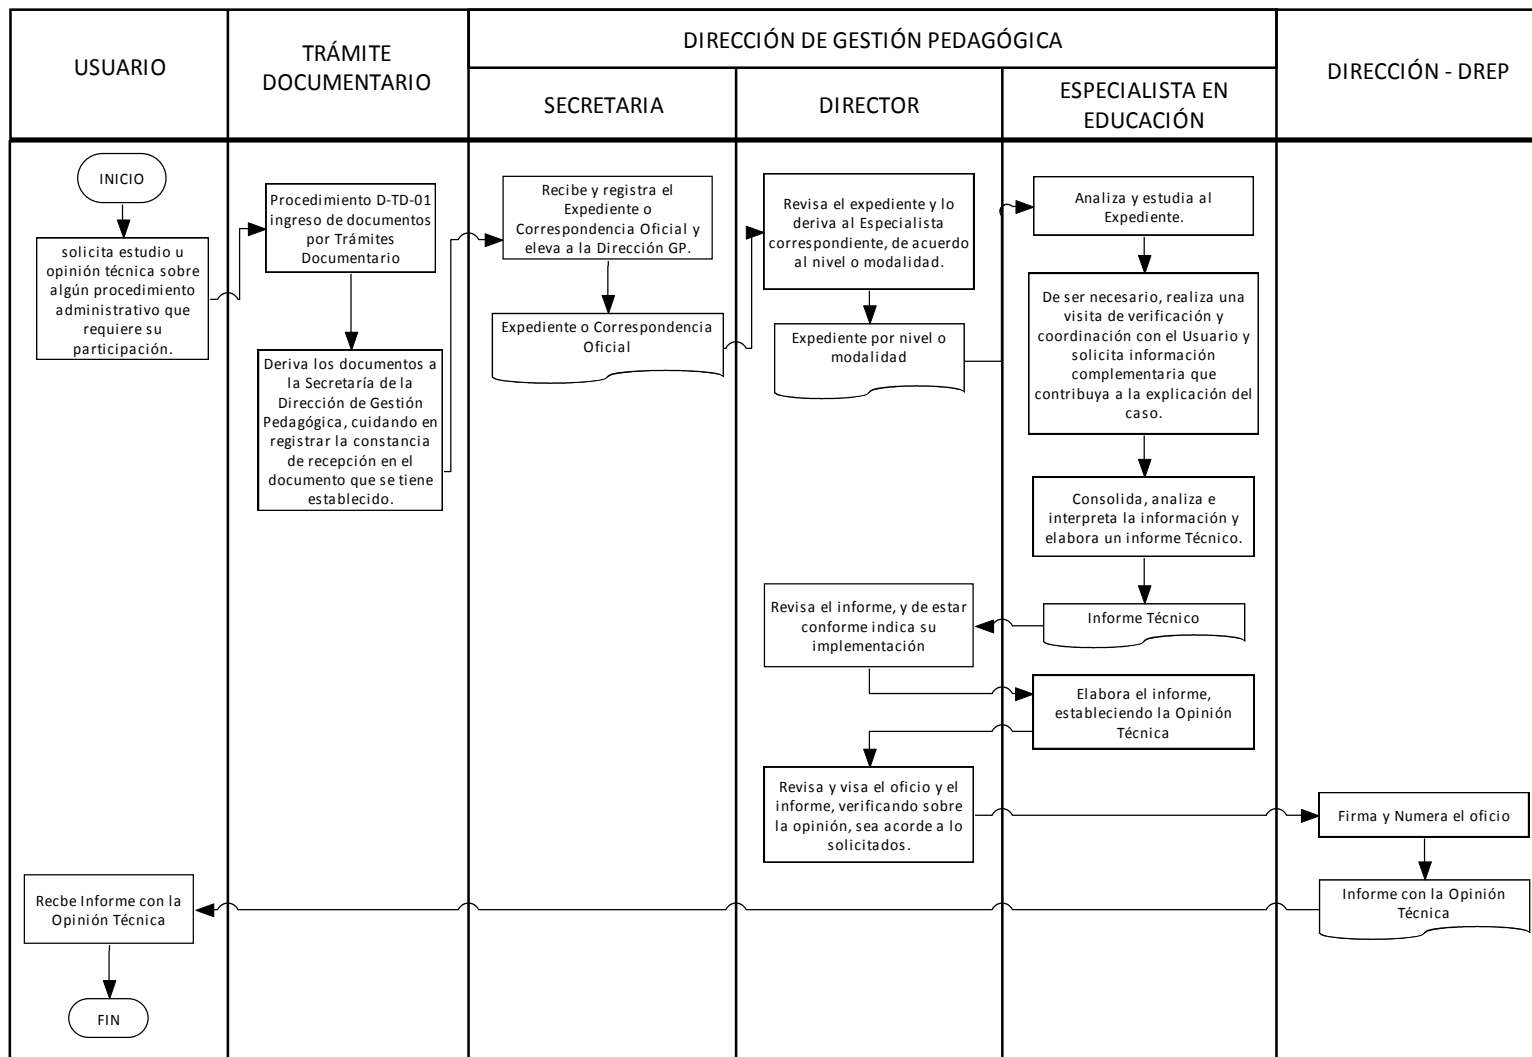 USUARIO
TRÁMITE
DOCUMENTARIO
DIRECCIÓN DE GESTIÓN PEDAGÓGICA
SECRETARIA
DIRECTOR
ESPECIALISTA EN
EDUCACIÓN
DIRECCIÓN - DREP
INICIO
solicita estudio u
opinión técnica sobre
algún procedimiento
administrativo que
requiere su
participación.
Procedimiento D-TD-01
ingreso de documentos
por Trámites
Documentario
Deriva los documentos a
la Secretaría de la
Dirección de Gestión
Pedagógica, cuidando en
registrar la constancia
de recepción en el
documento que se tiene
establecido.
Recibe y registra el
Expediente o
Correspondencia Oficial y
eleva a la Dirección GP.
Expediente o Correspondencia
Oficial
Revisa el expediente y lo
deriva al Especialista
correspondiente, de acuerdo
al nivel o modalidad.
Expediente por nivel o
modalidad
Analiza y estudia al
Expediente.
De ser necesario, realiza una
visita de verificación y
coordinación con el Usuario y
solicita información
complementaria que
contribuya a la explicación del
caso.
Consolida, analiza e
interpreta la información y
elabora un informe Técnico.
Informe Técnico
Revisa el informe, y de estar
conforme indica su
implementación
Elabora el informe,
estableciendo la Opinión
Técnica
Revisa y visa el oficio y el
informe, verificando sobre
la opinión, sea acorde a lo
solicitados.
Firma y Numera el oficio
Informe con la Opinión
Técnica
Recbe Informe con la
Opinión Técnica
FIN